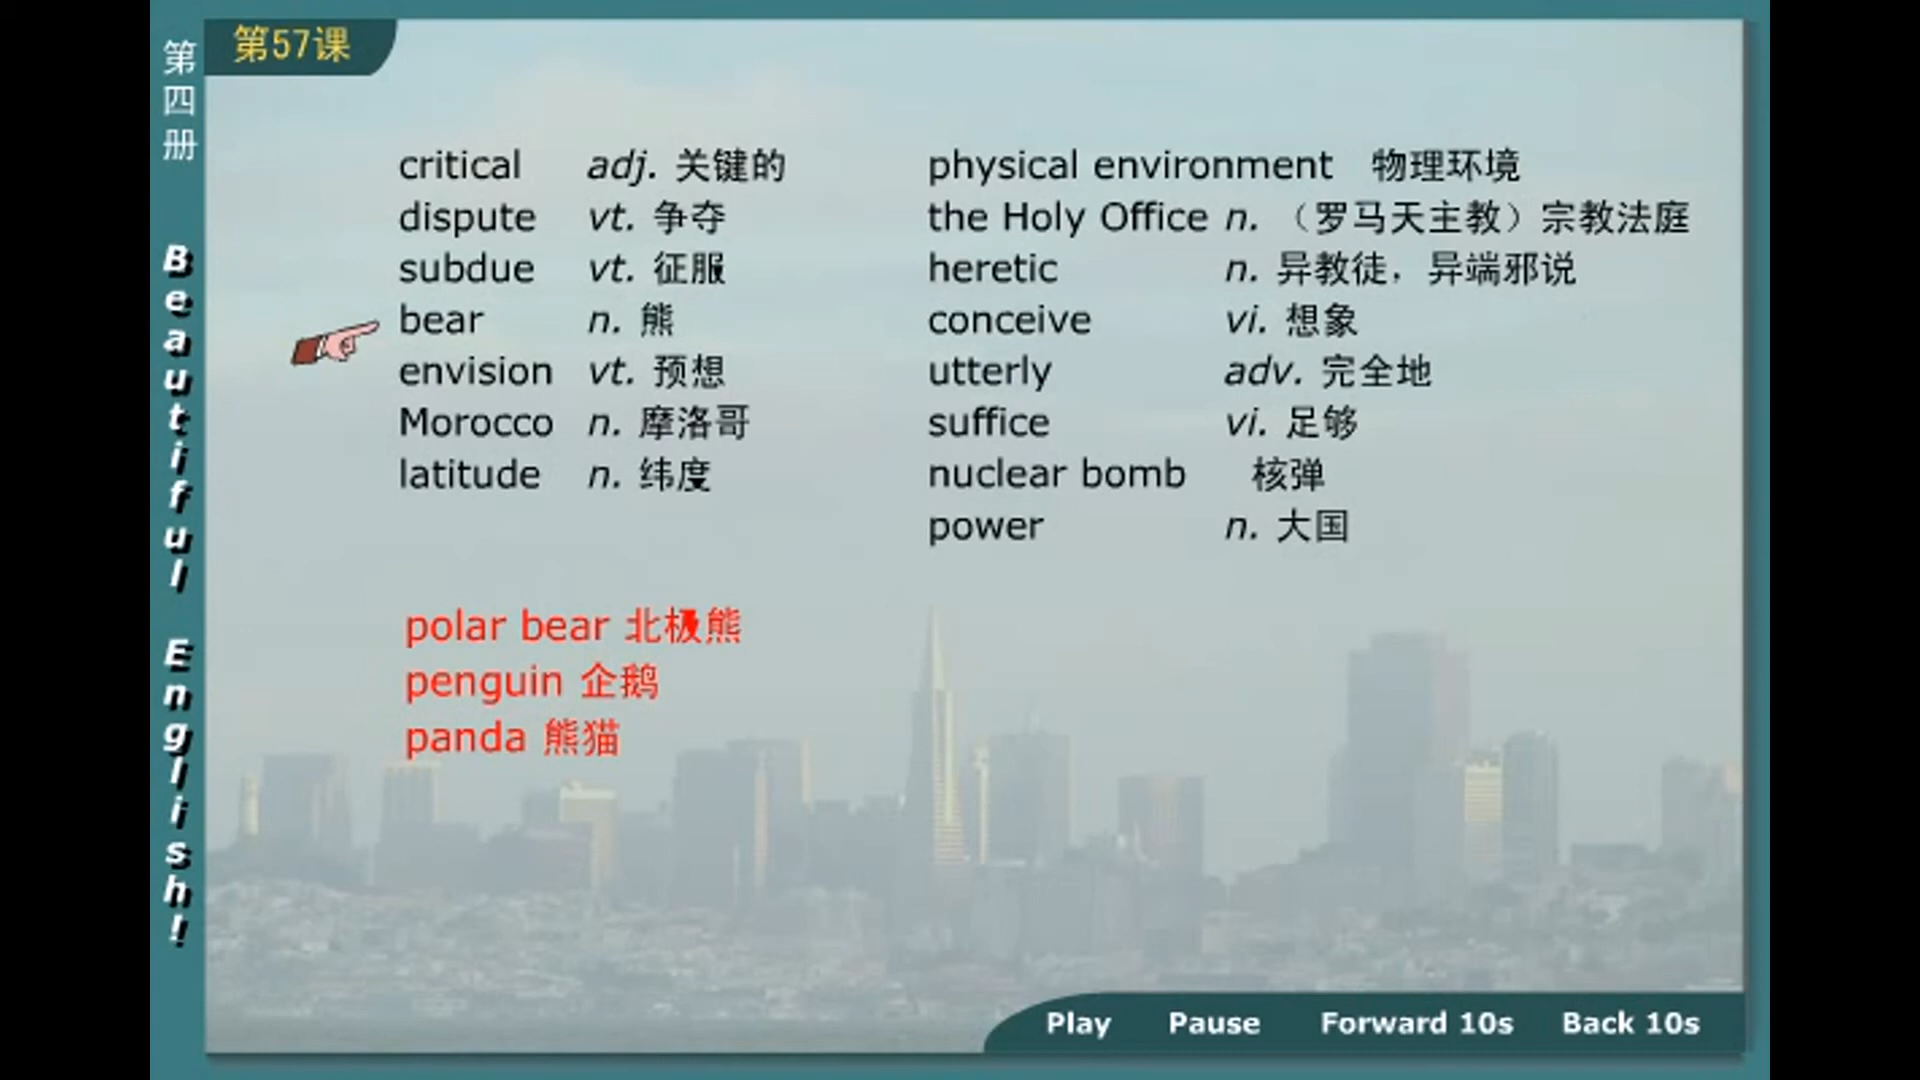 第四册 Beautiful English!
第57课
critical adj. 关键的
dispute vt. 争夺
subdue vt. 征服
bear n. 熊
envision vt. 预想
Morocco n. 摩洛哥
latitude n. 纬度
physical environment 物理环境
the Holy Office n. （罗马天主教）宗教法庭
heretic n. 异教徒，异端邪说
conceive vi. 想象
utterly adv. 完全地
suffice vi. 足够
nuclear bomb 核弹
power n. 大国
polar bear 北极熊
penguin 企鹅
panda 熊猫
Play Pause Forward 10s Back 10s